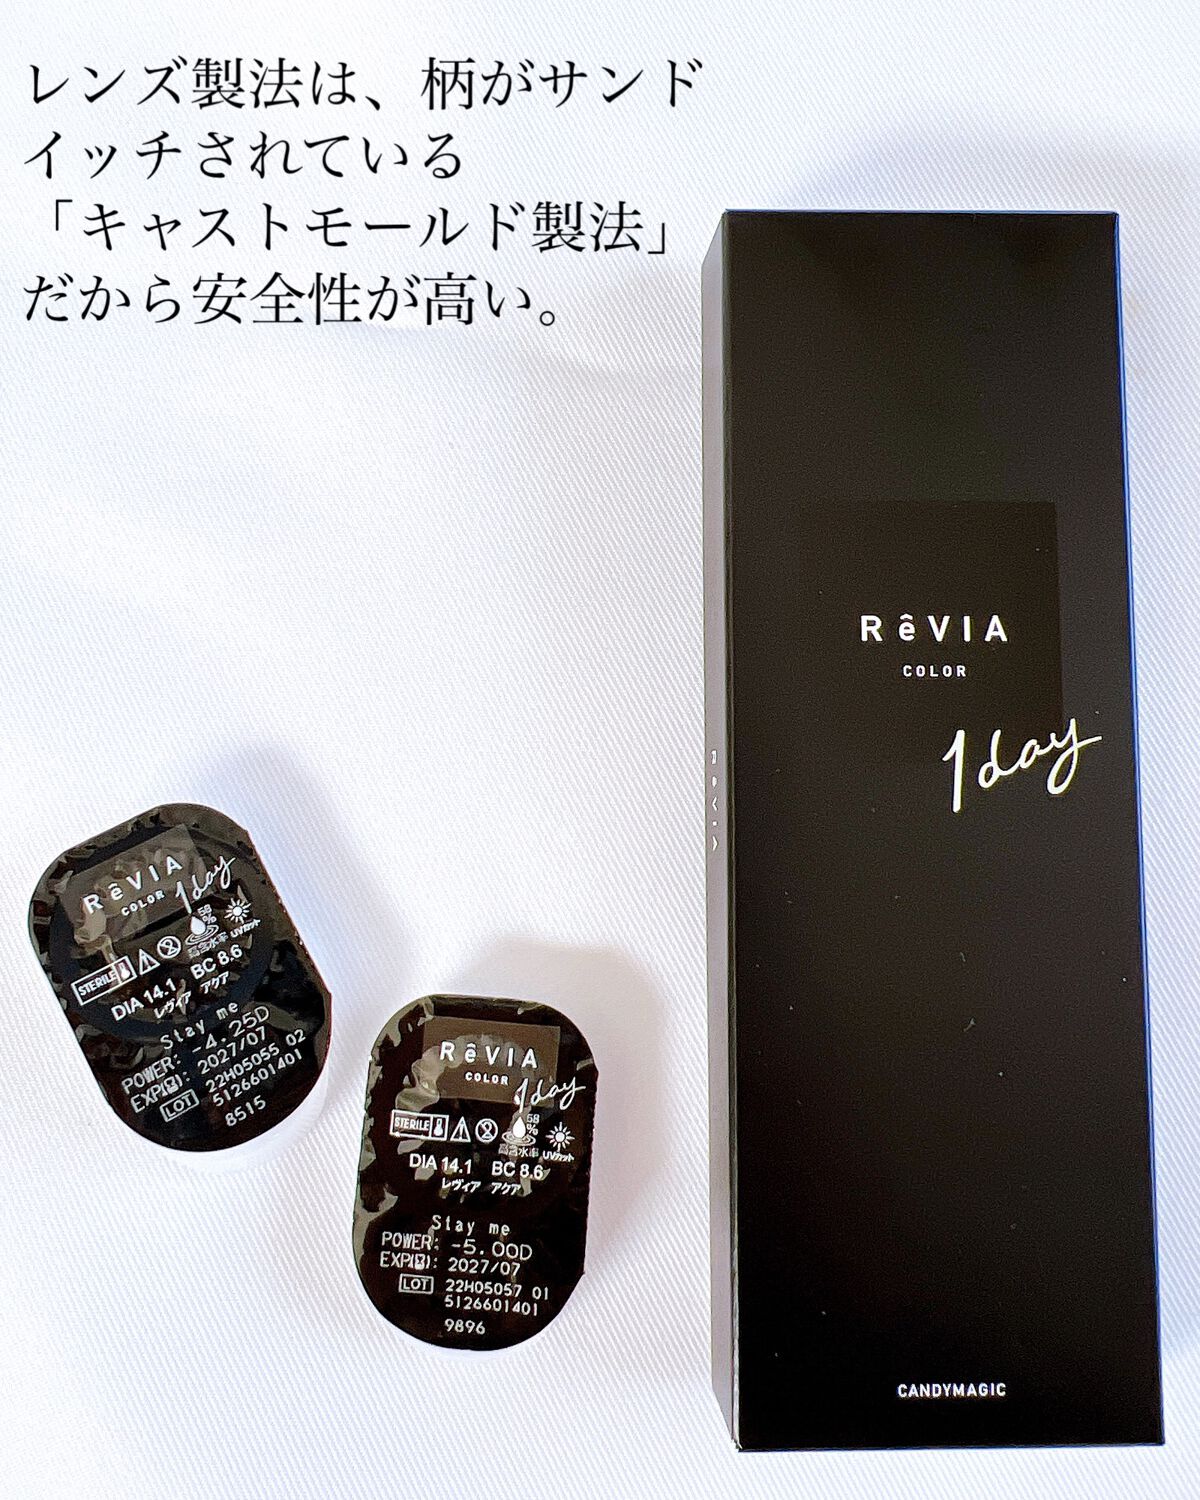 レンズ製法は、柄がサンド
イッチされている
「キャストモールド製法」
だから安全性が高い。
RêVIA
COLOR
1day
RêVIA
CANDYMAGIC
RêVIA
COLOR 1day
58
%
STERILE 高含水率 UVカット
DIA 14.1 BC 8.6
レヴィア アクア
Stay me
POWER: -4.25D
EXP(日): 2027/07
LOT 22H05055 02
5126601401
8515
RêVIA
COLOR 1day
58
%
STERILE 高含水率 UVカット
DIA 14.1 BC 8.6
レヴィア アクア
Stay me
POWER: -5.00D
EXP: 2027/07
LOT 22H05057 01
5126601401
9896